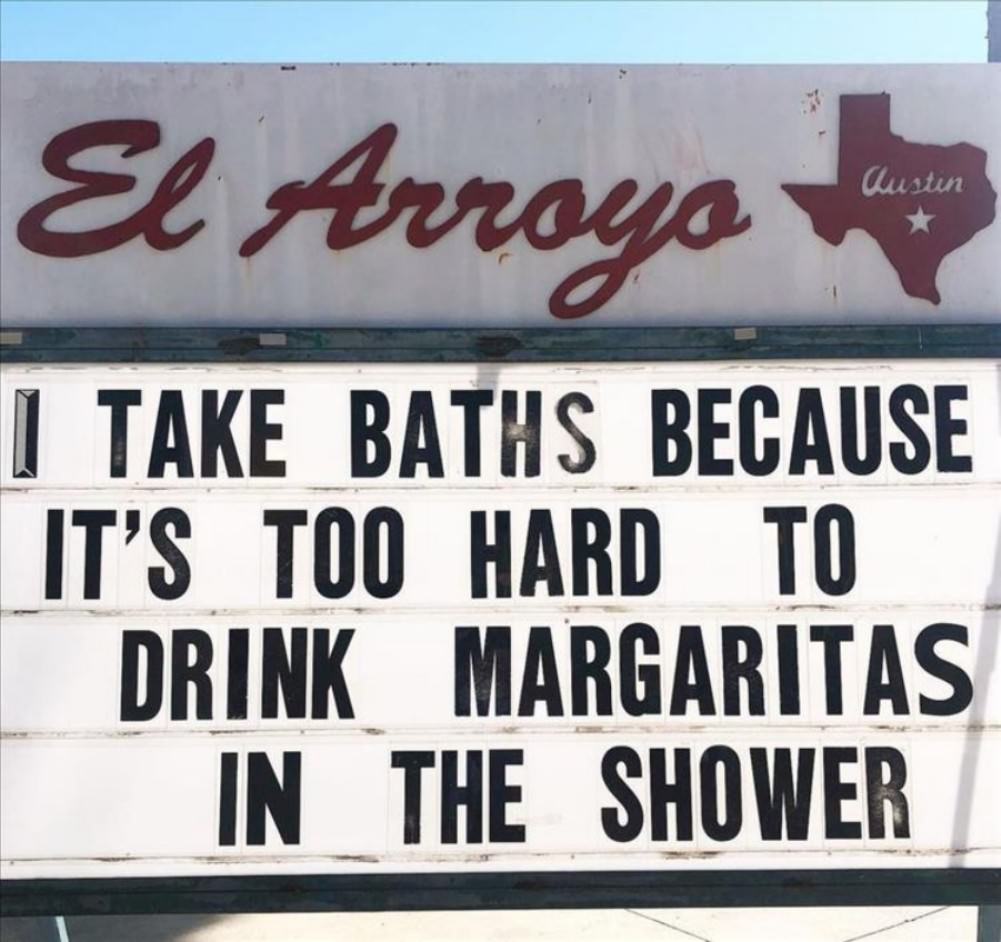 El Arroyo
Austin
I TAKE BATHS BECAUSE
IT'S TOO HARD TO
DRINK MARGARITAS
IN THE SHOWER